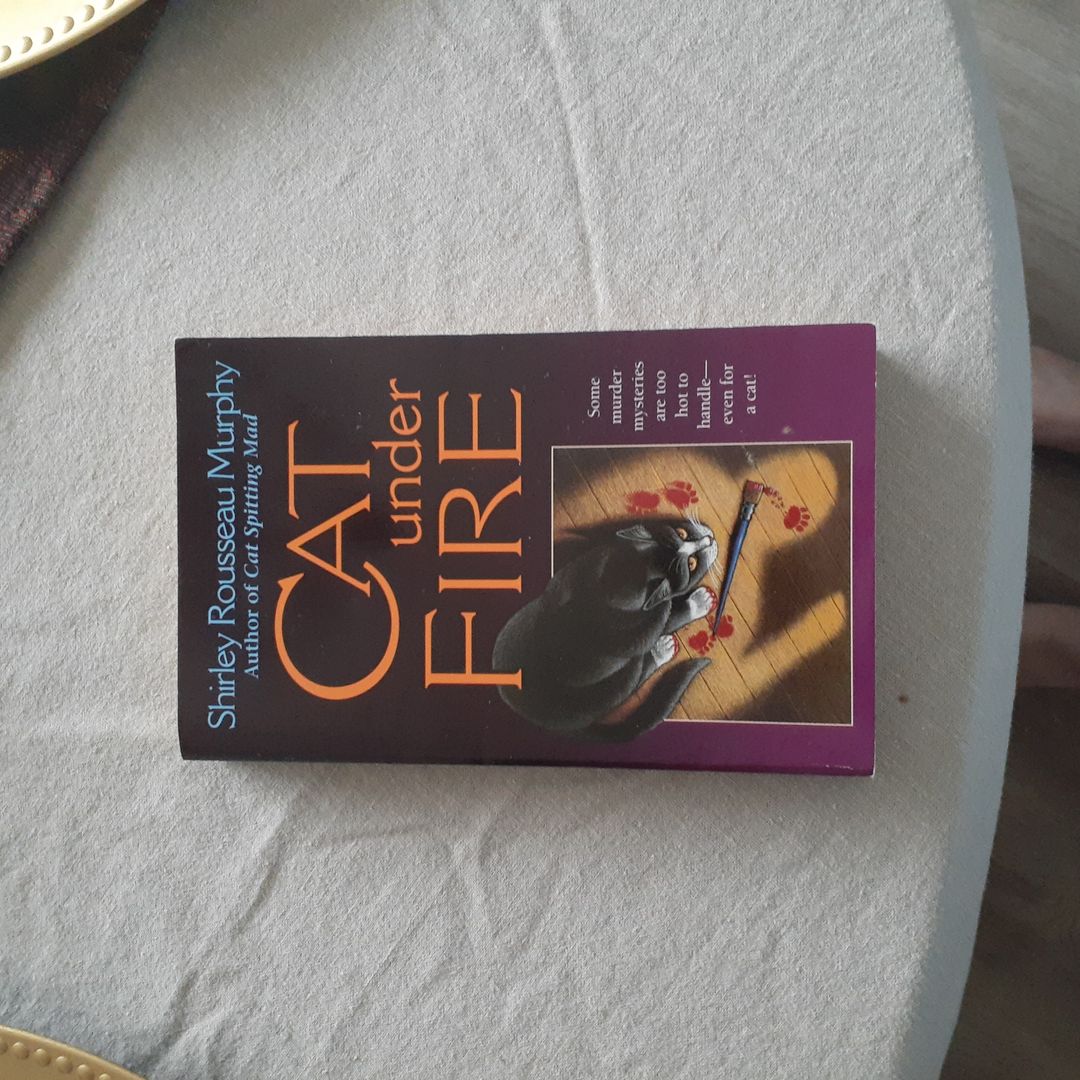 Shirley Rousseau Murphy
Author of Cat Spitting Mad
CAT
under
FIRE
Some
murder
mysteries
are too
hot to
handle—
even for
a cat!